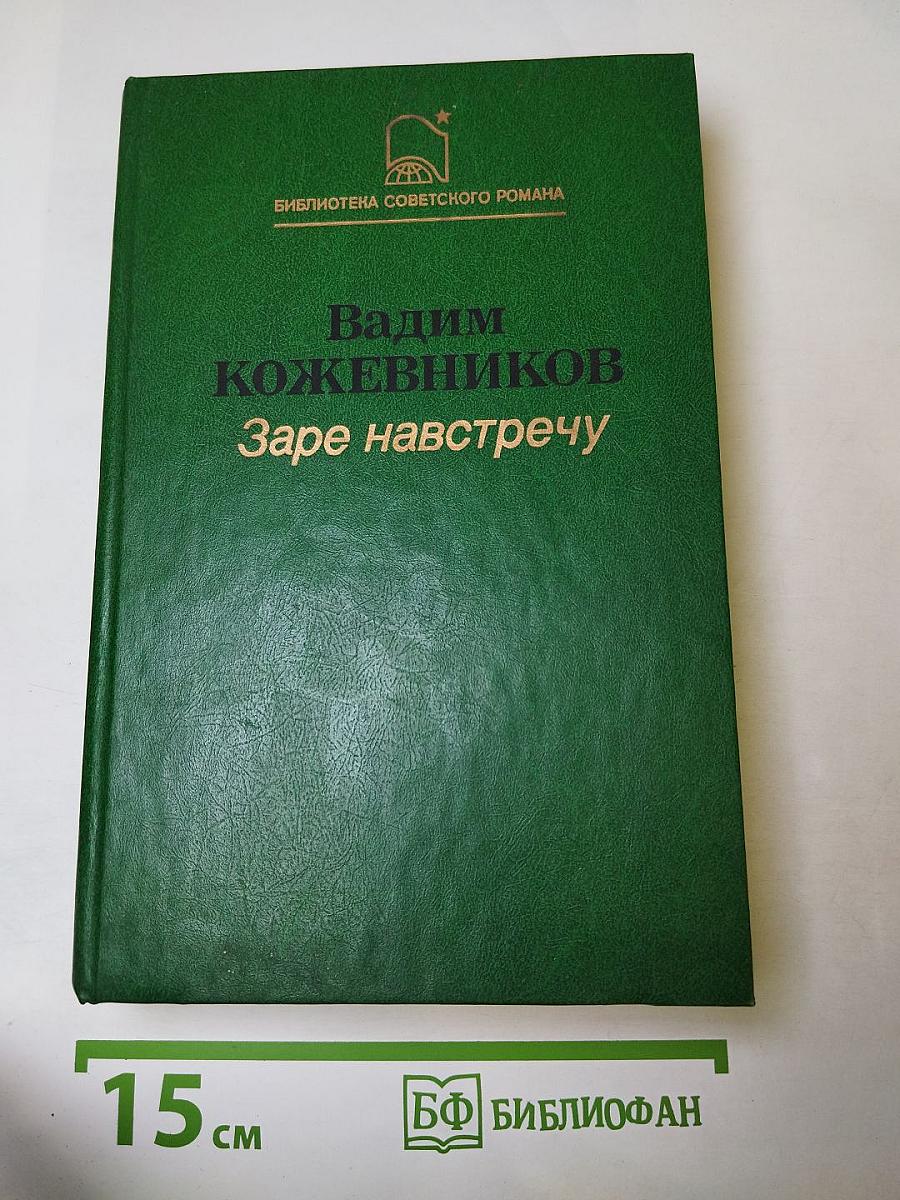 БИБЛИОТЕКА СОВЕТСКОГО РОМАНА
Вадим
КОЖЕВНИКОВ
Заре навстречу
15 см
БФ БИБЛИОФАН